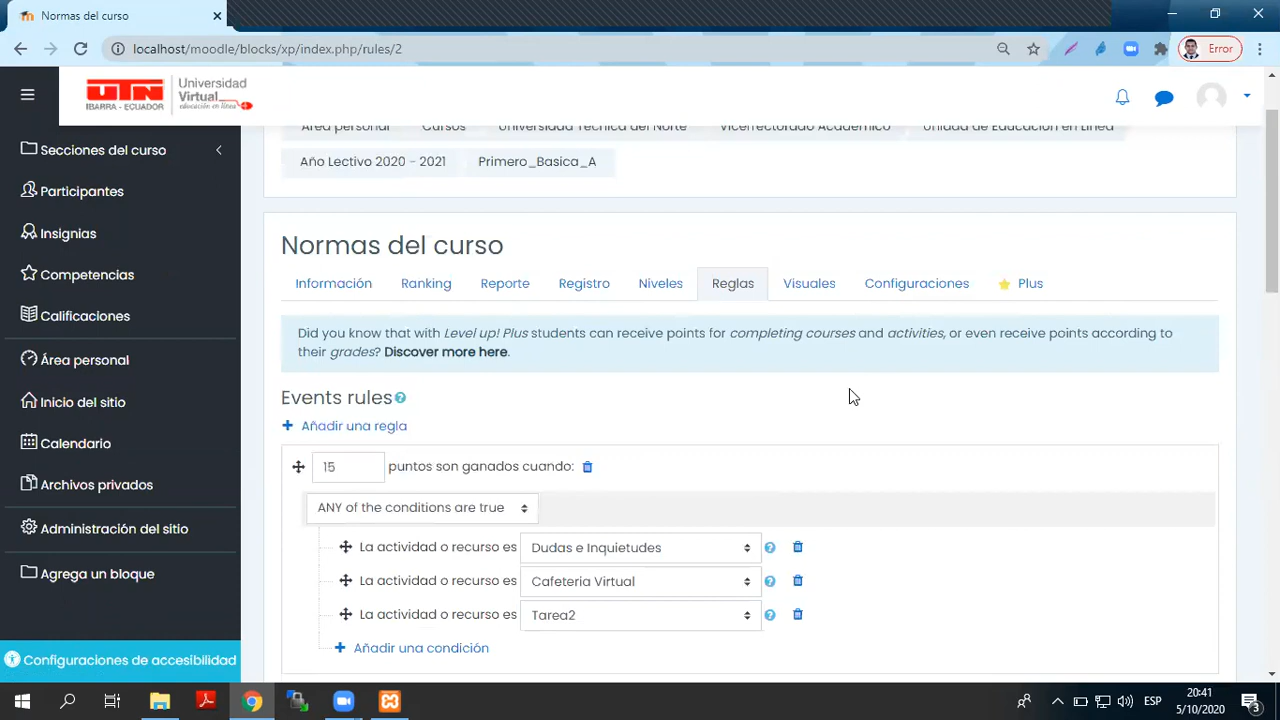 Normas del curso
localhost/moodle/blocks/xp/index.php/rules/2
Error
UTN
IBARRA - ECUADOR
Universidad
Virtual
educación en línea
Área personal Cursos Universidad Técnica del Norte Vicerrectorado Académico Unidad de Educación en Línea
Año Lectivo 2020 - 2021 Primero_Basica_A
Secciones del curso
Participantes
Insignias
Competencias
Calificaciones
Área personal
Inicio del sitio
Calendario
Archivos privados
Administración del sitio
Agrega un bloque
Configuraciones de accesibilidad
Normas del curso
Información Ranking Reporte Registro Niveles Reglas Visuales Configuraciones Plus
Did you know that with Level up! Plus students can receive points for completing courses and activities, or even receive points according to
their grades? Discover more here.
Events rules
Añadir una regla
15 puntos son ganados cuando:
ANY of the conditions are true
La actividad o recurso es Dudas e Inquietudes
La actividad o recurso es Cafeteria Virtual
La actividad o recurso es Tarea2
Añadir una condición
ESP
20:41
5/10/2020
3